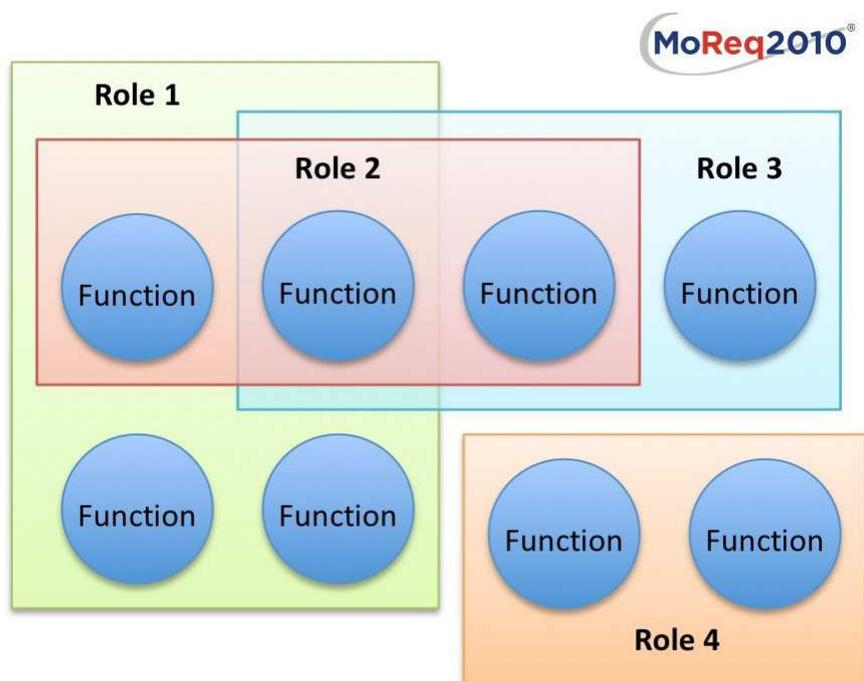 MoReq2010®
Role 1
Role 2
Role 3
Function
Function
Function
Function
Function
Function
Function
Function
Role 4